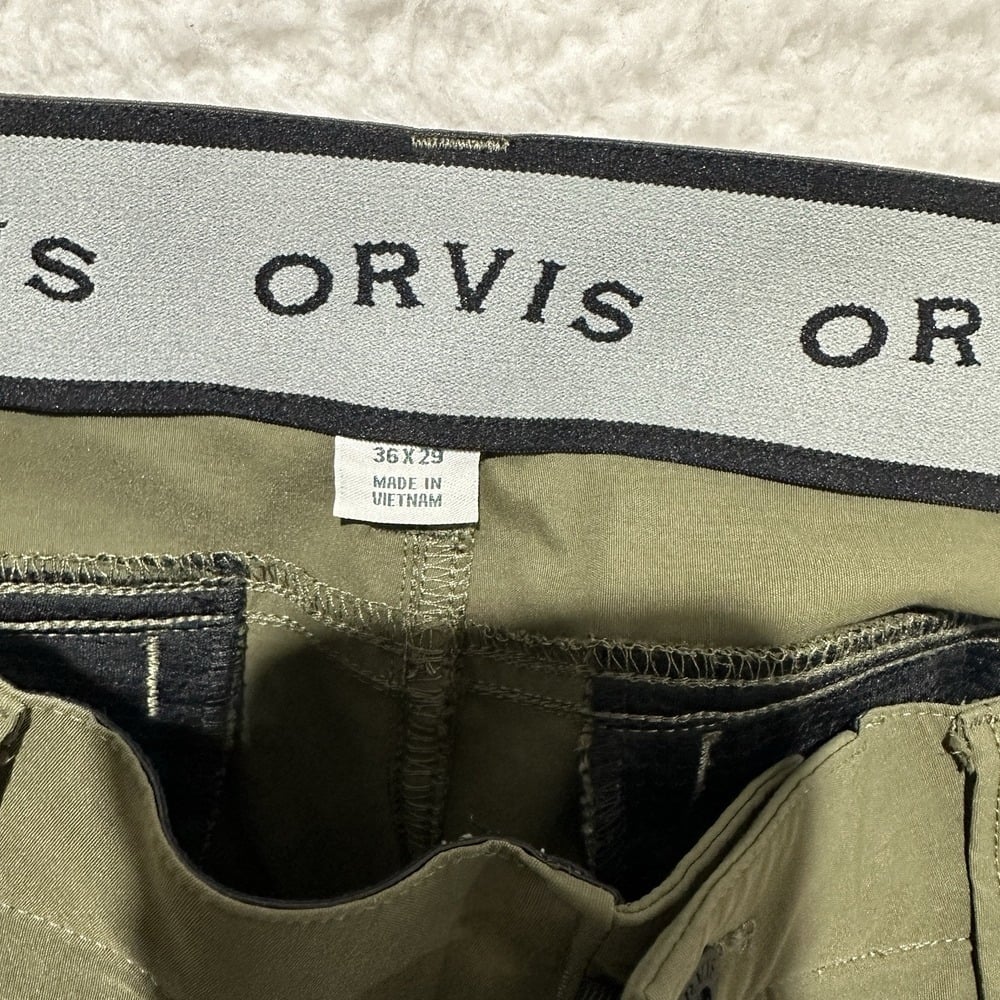 IS ORVIS OR
36 X 29
MADE IN
VIETNAM